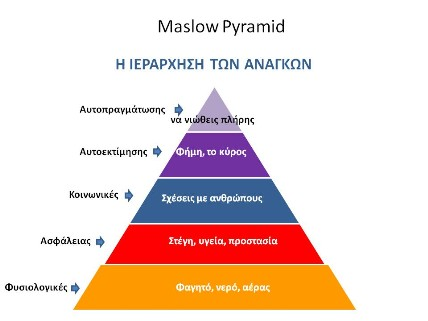 Maslow Pyramid
Η ΙΕΡΑΡΧΗΣΗ ΤΩΝ ΑΝΑΓΚΩΝ
Αυτοπραγμάτωσης
να νιώθεις πλήρης
Αυτοεκτίμησης
Φήμη, το κύρος
Κοινωνικές
Σχέσεις με ανθρώπους
Ασφάλειας
Στέγη, υγεία, προστασία
Φυσιολογικές
Φαγητό, νερό, αέρας